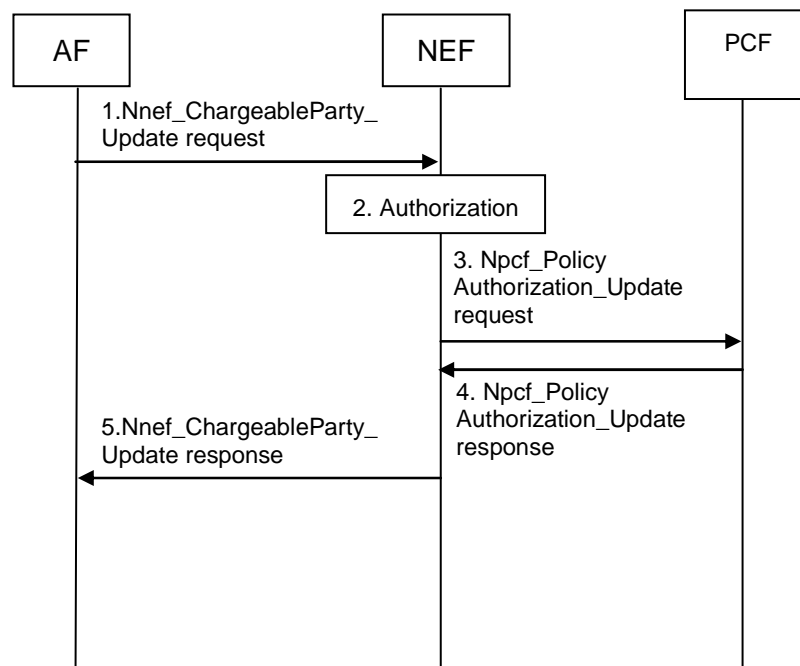 AF
NEF
PCF
1.Nnef_ChargeableParty_
Update request
2. Authorization
3. Npcf_Policy
Authorization_Update
request
4. Npcf_Policy
Authorization_Update
response
5.Nnef_ChargeableParty_
Update response